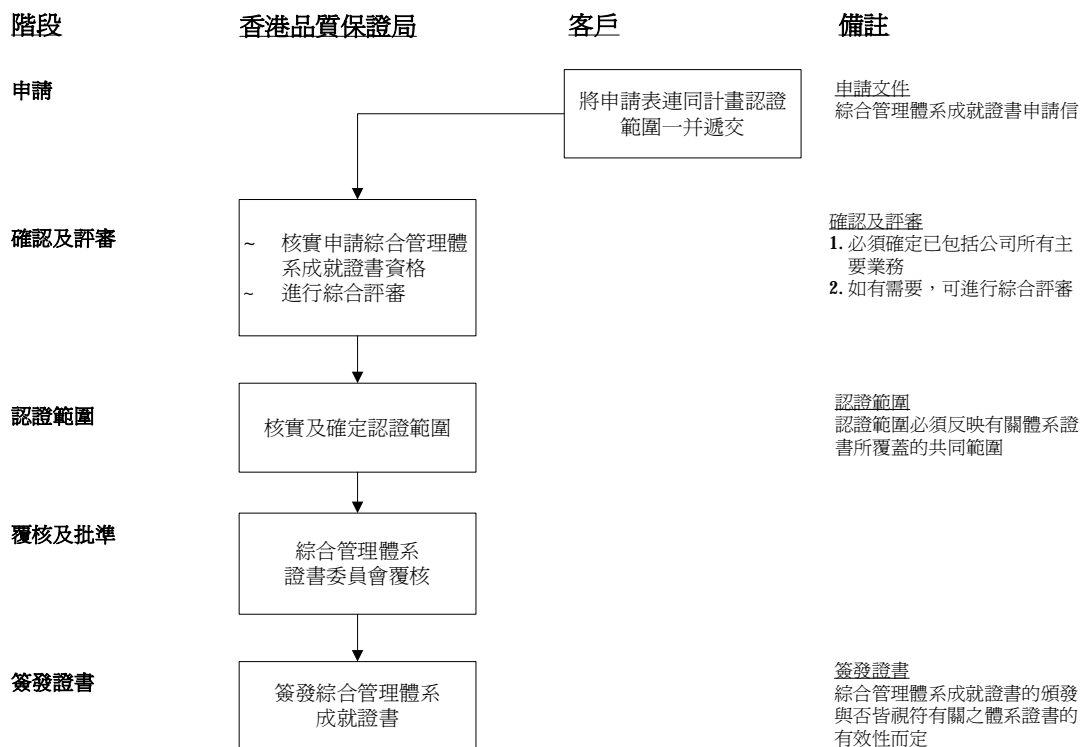 階段
香港品質保證局
客戶
備註
申請
將申請表連同計畫認證
範圍一并遞交
申請文件
綜合管理體系成就證書申請信
確認及評審
~ 核實申請綜合管理體
系成就證書資格
~ 進行綜合評審
確認及評審
1. 必須確定已包括公司所有主
要業務
2. 如有需要，可進行綜合評審
認證範圍
核實及確定認證範圍
認證範圍
認證範圍必須反映有關體系證
書所覆蓋的共同範圍
覆核及批準
綜合管理體系
證書委員會覆核
簽發證書
簽發綜合管理體系
成就證書
簽發證書
綜合管理體系成就證書的頒發
與否皆視符有關之體系證書的
有效性而定